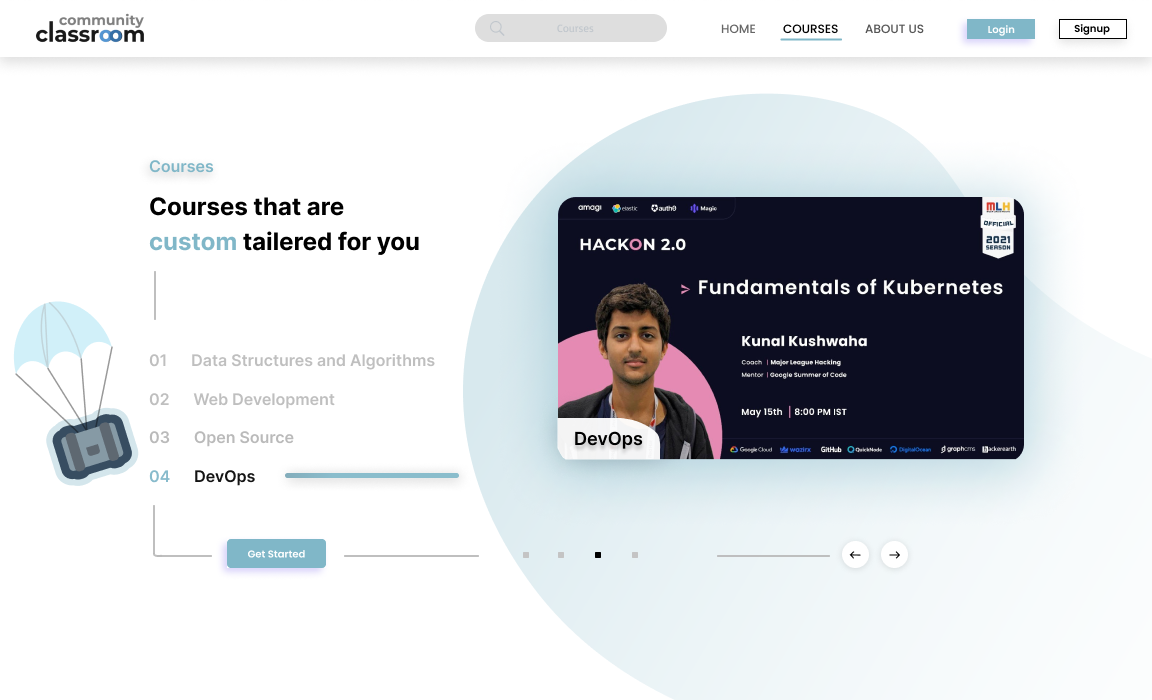 community
classroom
Courses
HOME
COURSES
ABOUT US
Login
Signup
Courses
Courses that are
custom tailered for you
01 Data Structures and Algorithms
02 Web Development
03 Open Source
04 DevOps
Get Started
amagi elastic auth0 Magic
MLH
OFFICIAL
2021
SEASON
HACKON 2.0
> Fundamentals of Kubernetes
Kunal Kushwaha
Coach | Major League Hacking
Mentor | Google Summer of Code
May 15th | 8:00 PM IST
DevOps
Google Cloud wazirx GitHub QuickNode DigitalOcean graphcms hackerearth